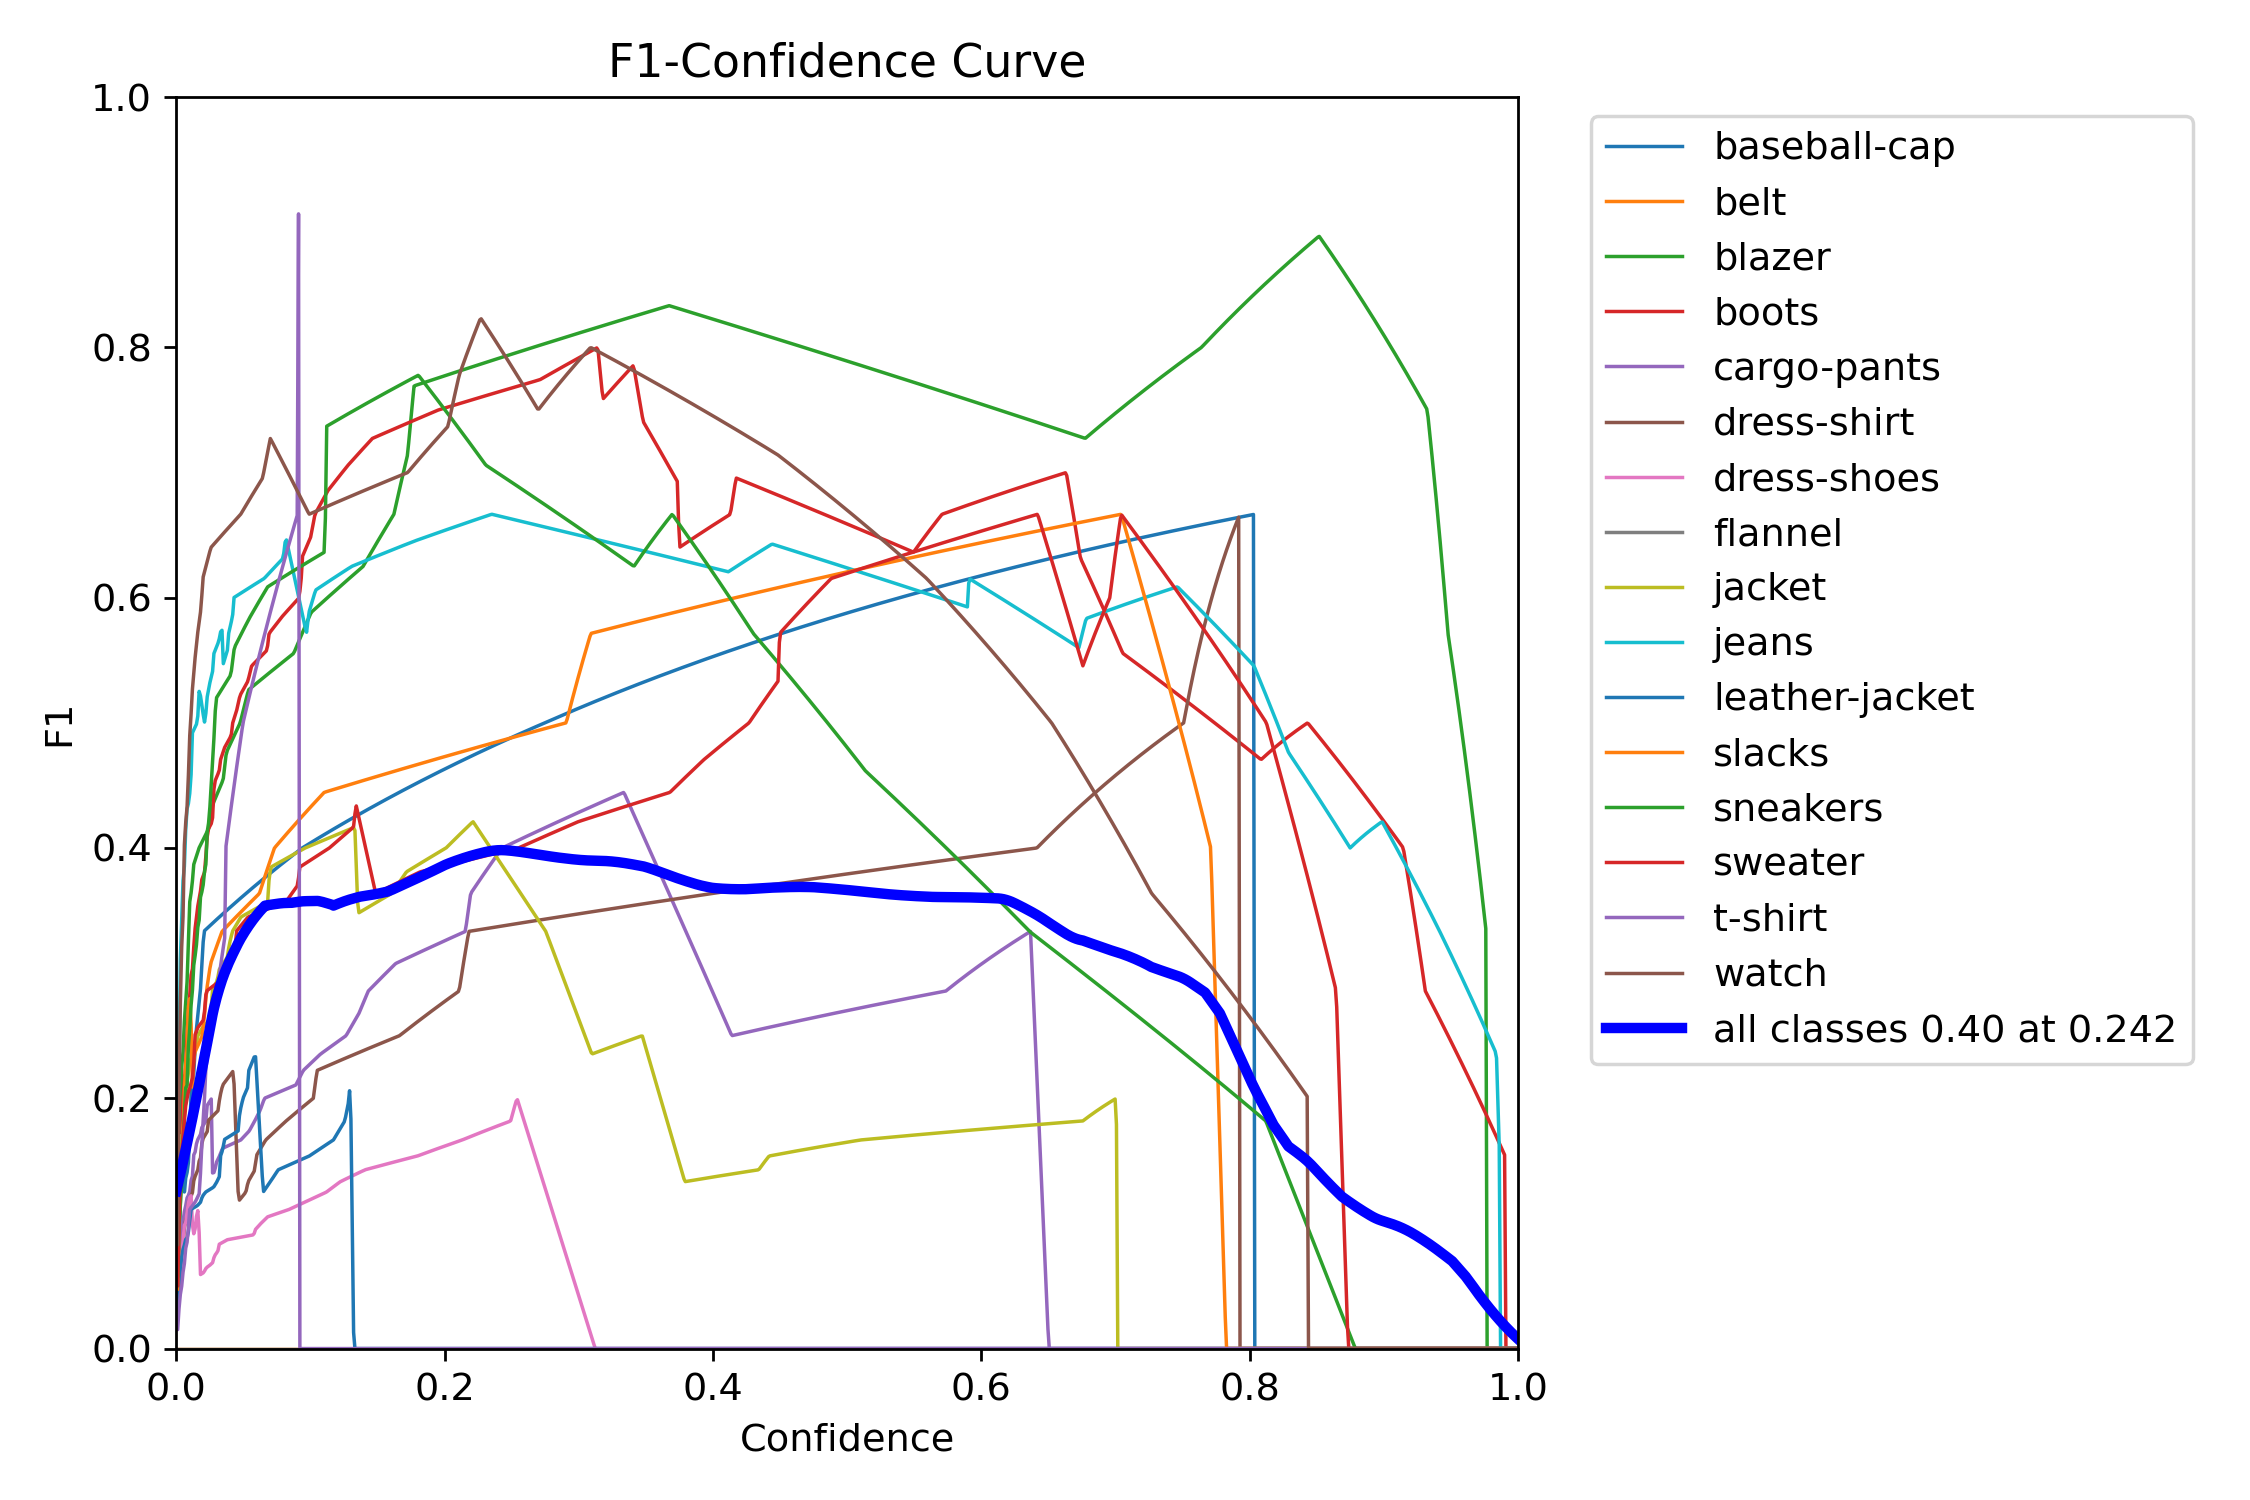 F1-Confidence Curve
1.0
0.8
0.6
0.4
0.2
0.0
F1
0.0 0.2 0.4 0.6 0.8 1.0
Confidence
baseball-cap
belt
blazer
boots
cargo-pants
dress-shirt
dress-shoes
flannel
jacket
jeans
leather-jacket
slacks
sneakers
sweater
t-shirt
watch
all classes 0.40 at 0.242